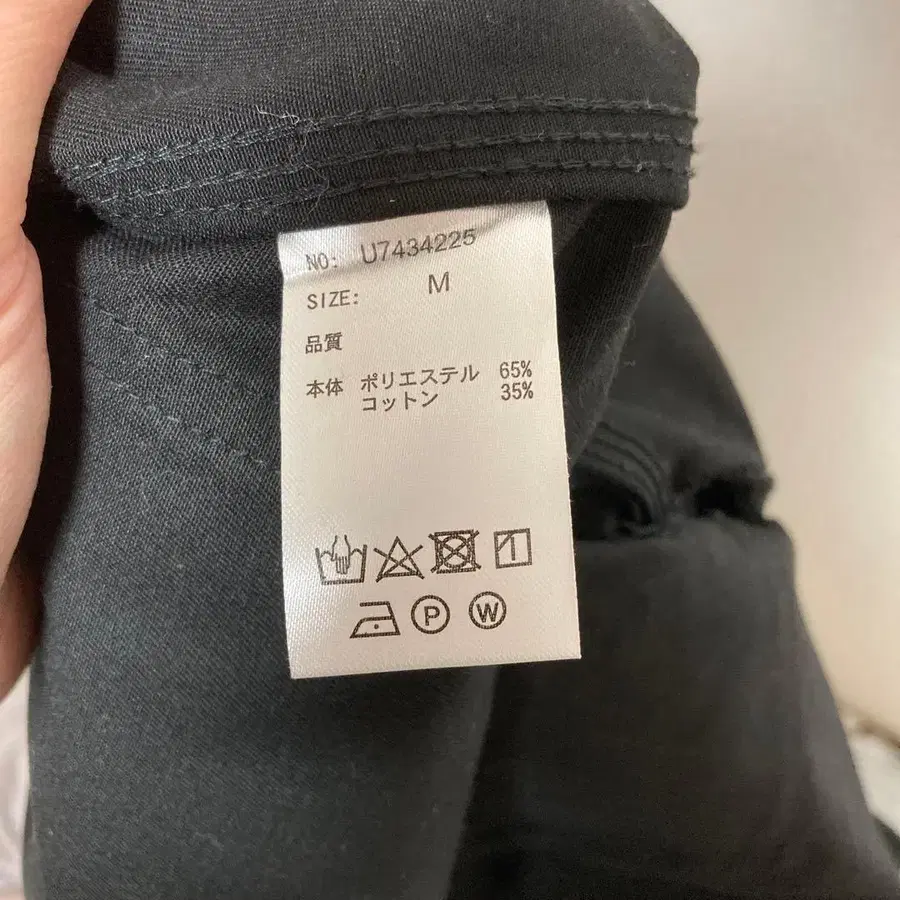 NO: U7434225
SIZE: M
品質
本体 ポリエステル 65%
コットン 35%
P W